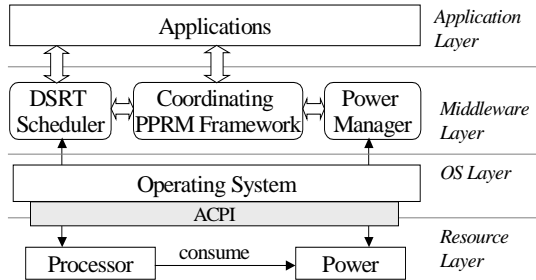 Applications
Application
Layer
DSRT
Scheduler
Coordinating
PPRM Framework
Power
Manager
Middleware
Layer
Operating System
OS Layer
ACPI
Resource
Layer
Processor
consume
Power